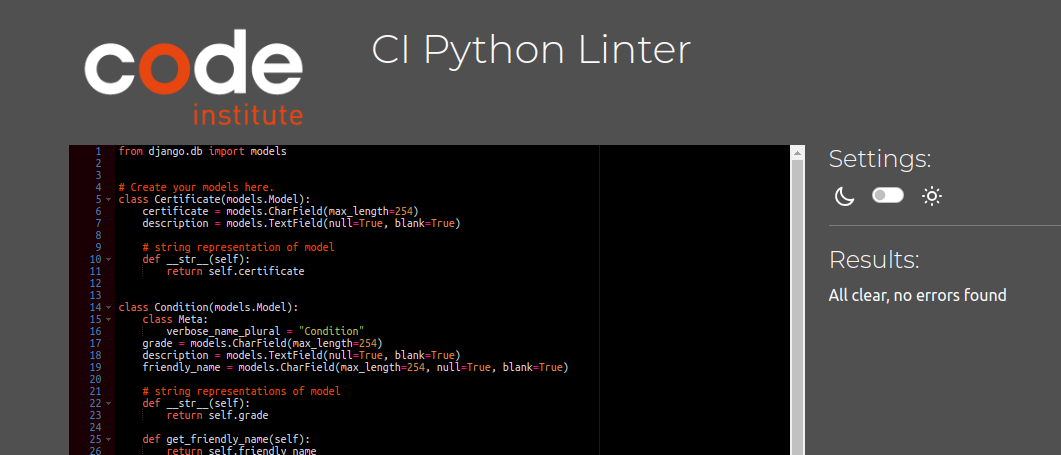 code
institute
CI Python Linter
1 from django.db import models
2
3
4 # Create your models here.
5 class Certificate(models.Model):
6     certificate = models.CharField(max_length=254)
7     description = models.TextField(null=True, blank=True)
8
9     # string representation of model
10     def __str__(self):
11         return self.certificate
12
13
14 class Condition(models.Model):
15     class Meta:
16         verbose_name_plural = "Condition"
17     grade = models.CharField(max_length=254)
18     description = models.TextField(null=True, blank=True)
19     friendly_name = models.CharField(max_length=254, null=True, blank=True)
20
21     # string representations of model
22     def __str__(self):
23         return self.grade
24
25     def get_friendly_name(self):
26         return self.friendly_name
Settings:
Results:
All clear, no errors found